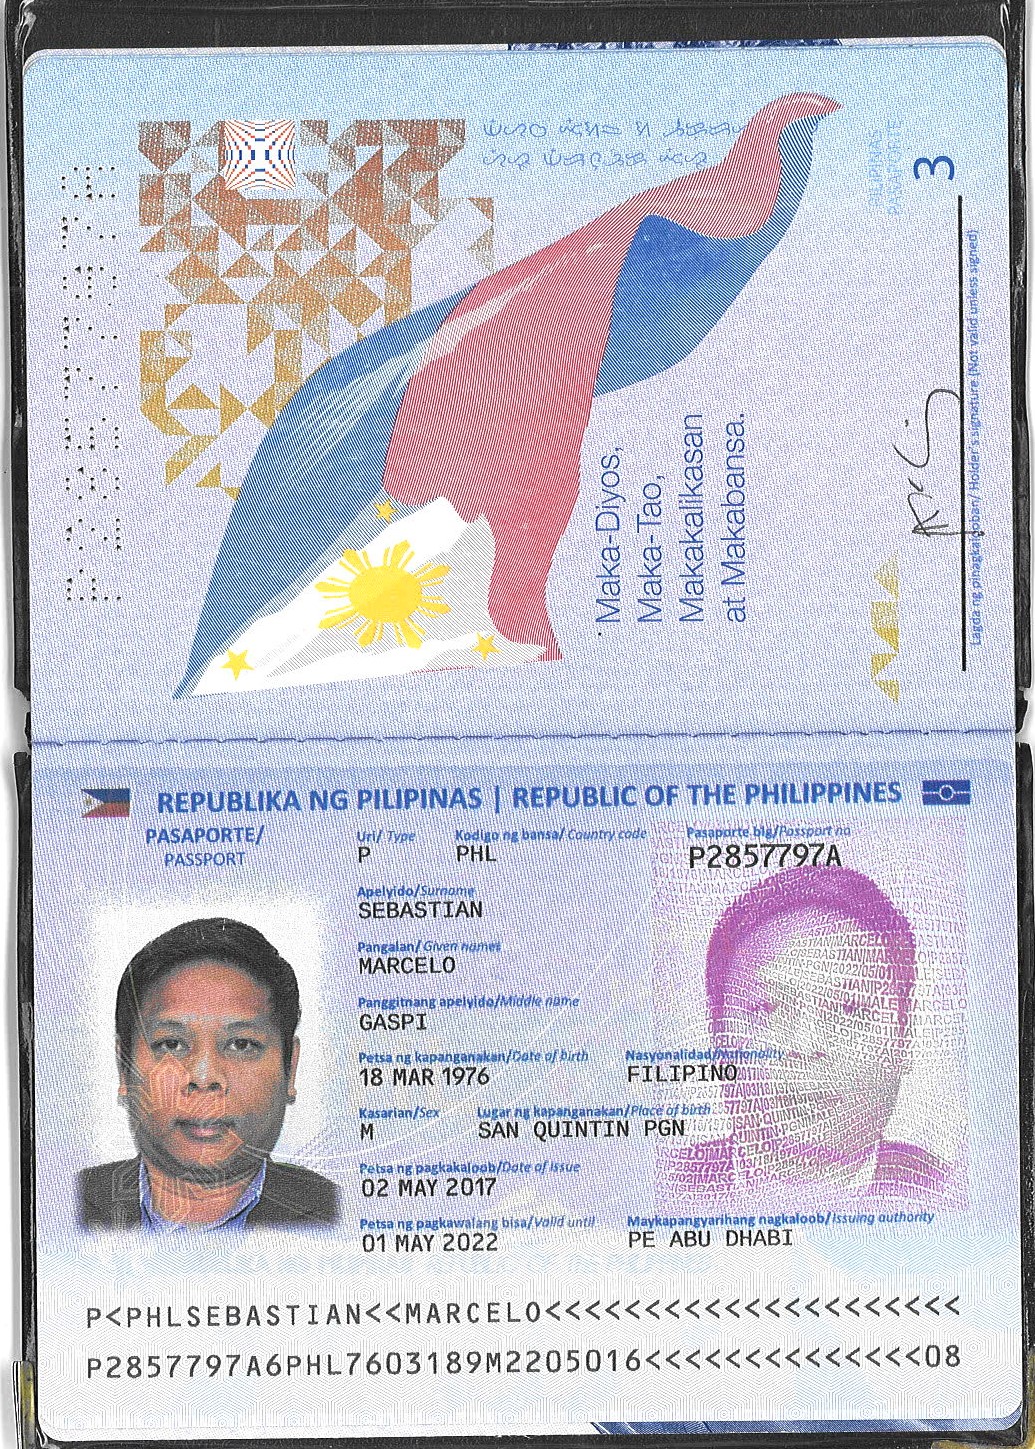 P2857797A
PILIPINAS
PASAPORTE
3
Maka-Diyos,
Maka-Tao,
Makakalikasan
at Makabansa.
Lagda ng pinagkalooban/ Holder's signature (Not valid unless signed)
REPUBLIKA NG PILIPINAS | REPUBLIC OF THE PHILIPPINES
PASAPORTE/
PASSPORT
Uri/ Type Kodigo ng bansa/ Country code Pasaporte blg/Passport no
P PHL P2857797A
Apelyido/Surname
SEBASTIAN
Pangalan/ Given names
MARCELO
Panggitnang apelyido/Middle name
GASPI
Petsa ng kapanganakan/Date of birth Nasyonalidad/Nationality
18 MAR 1976 FILIPINO
Kasarian/Sex Lugar ng kapanganakan/Place of birth
M SAN QUINTIN PGN
Petsa ng pagkakaloob/Date of issue
02 MAY 2017
Petsa ng pagkawalang bisa/Valid until Maykapangyarihang nagkaloob/Issuing authority
01 MAY 2022 PE ABU DHABI
P<PHLSEBASTIAN<<MARCELO<<<<<<<<<<<<<<<<<<<<<
P2857797A6PHL7603189M2205016<<<<<<<<<<<<<<08